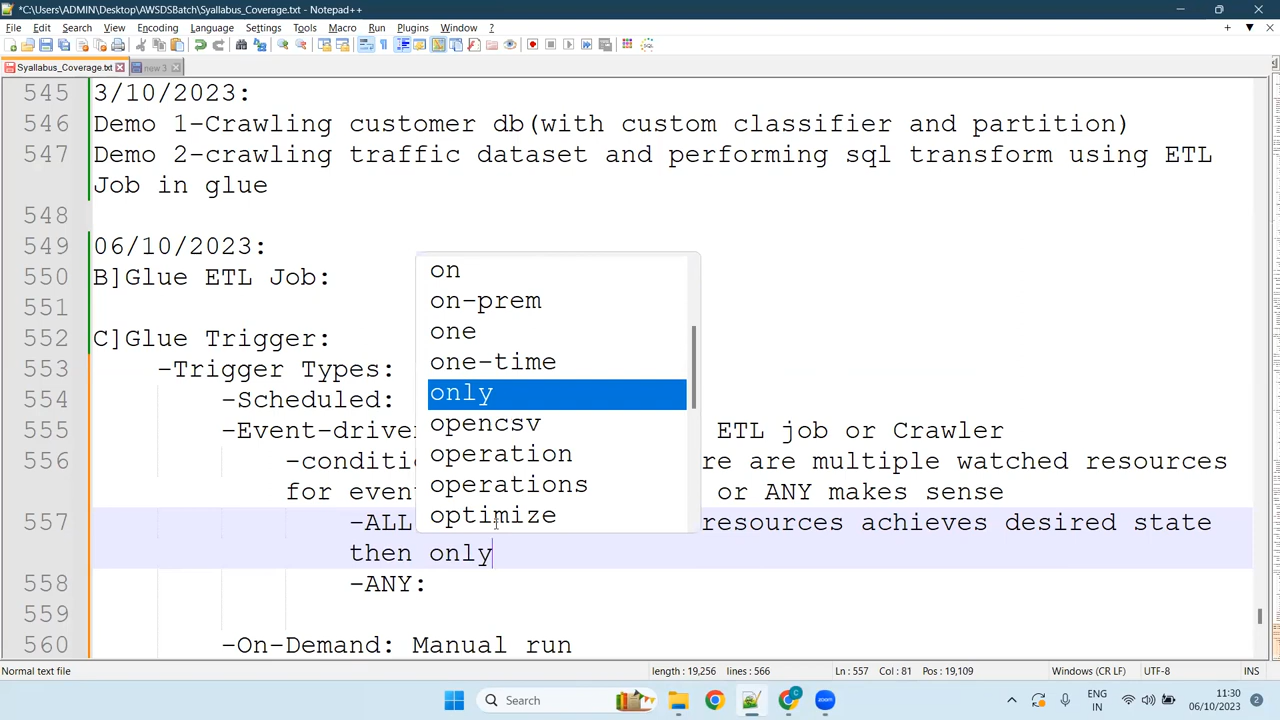 *C:\Users\ADMIN\Desktop\AWSDSBatch\Syallabus_Coverage.txt - Notepad++
File Edit Search View Encoding Language Settings Tools Macro Run Plugins Window ?
Syallabus_Coverage.txt new 3
545 3/10/2023:
546 Demo 1-Crawling customer db(with custom classifier and partition)
547 Demo 2-crawling traffic dataset and performing sql transform using ETL
Job in glue
548
549 06/10/2023:
550 B]Glue ETL Job:
551
552 C]Glue Trigger:
553 -Trigger Types:
554 -Scheduled:
555 -Event-driven ETL job or Crawler
556 -conditi re are multiple watched resources
for even or ANY makes sense
557 -ALL resources achieves desired state
then only
558 -ANY:
559
560 -On-Demand: Manual run
on
on-prem
one
one-time
only
opencsv
operation
operations
optimize
Normal text file length : 19,256 lines : 566 Ln : 557 Col : 81 Pos : 19,109 Windows (CR LF) UTF-8 INS
Search ENG IN 11:30 06/10/2023